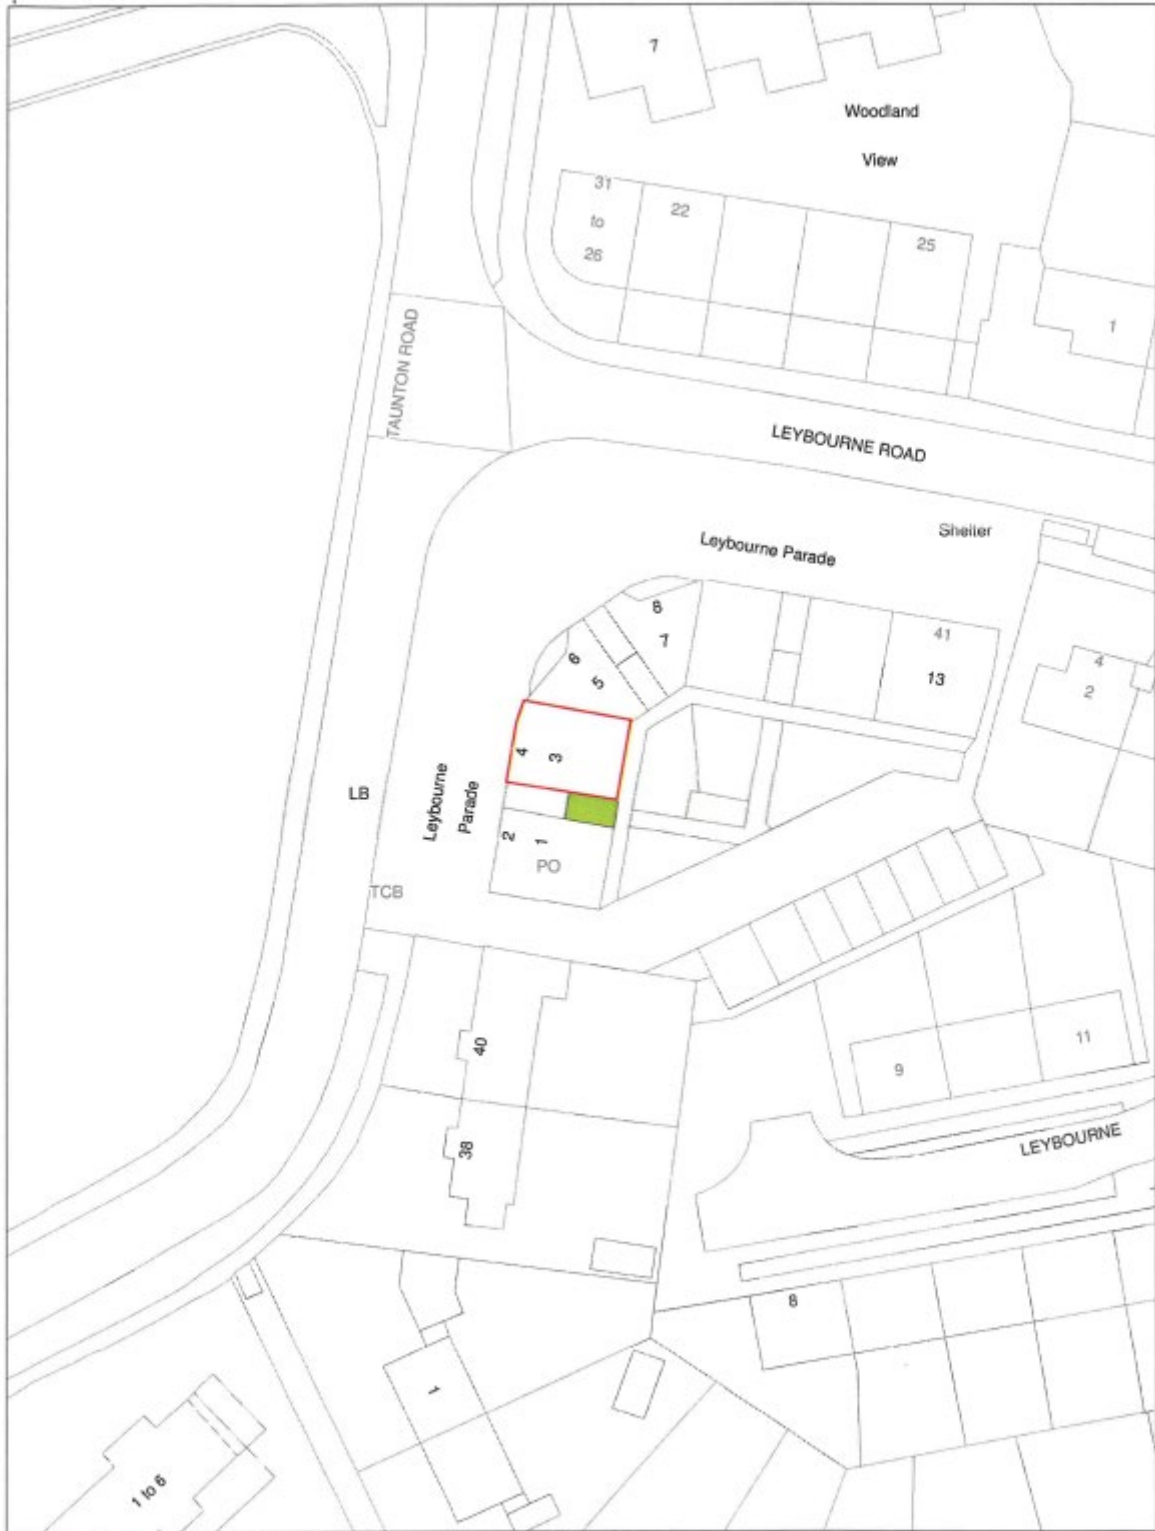 7
Woodland
View
31
to
26
22
25
1
TAUNTON ROAD
LEYBOURNE ROAD
Shelter
Leybourne Parade
8
7
6
5
41
13
4
2
4
3
LB
Leybourne
Parade
2
1
PO
TCB
40
38
9
11
LEYBOURNE
8
1
1 to 6